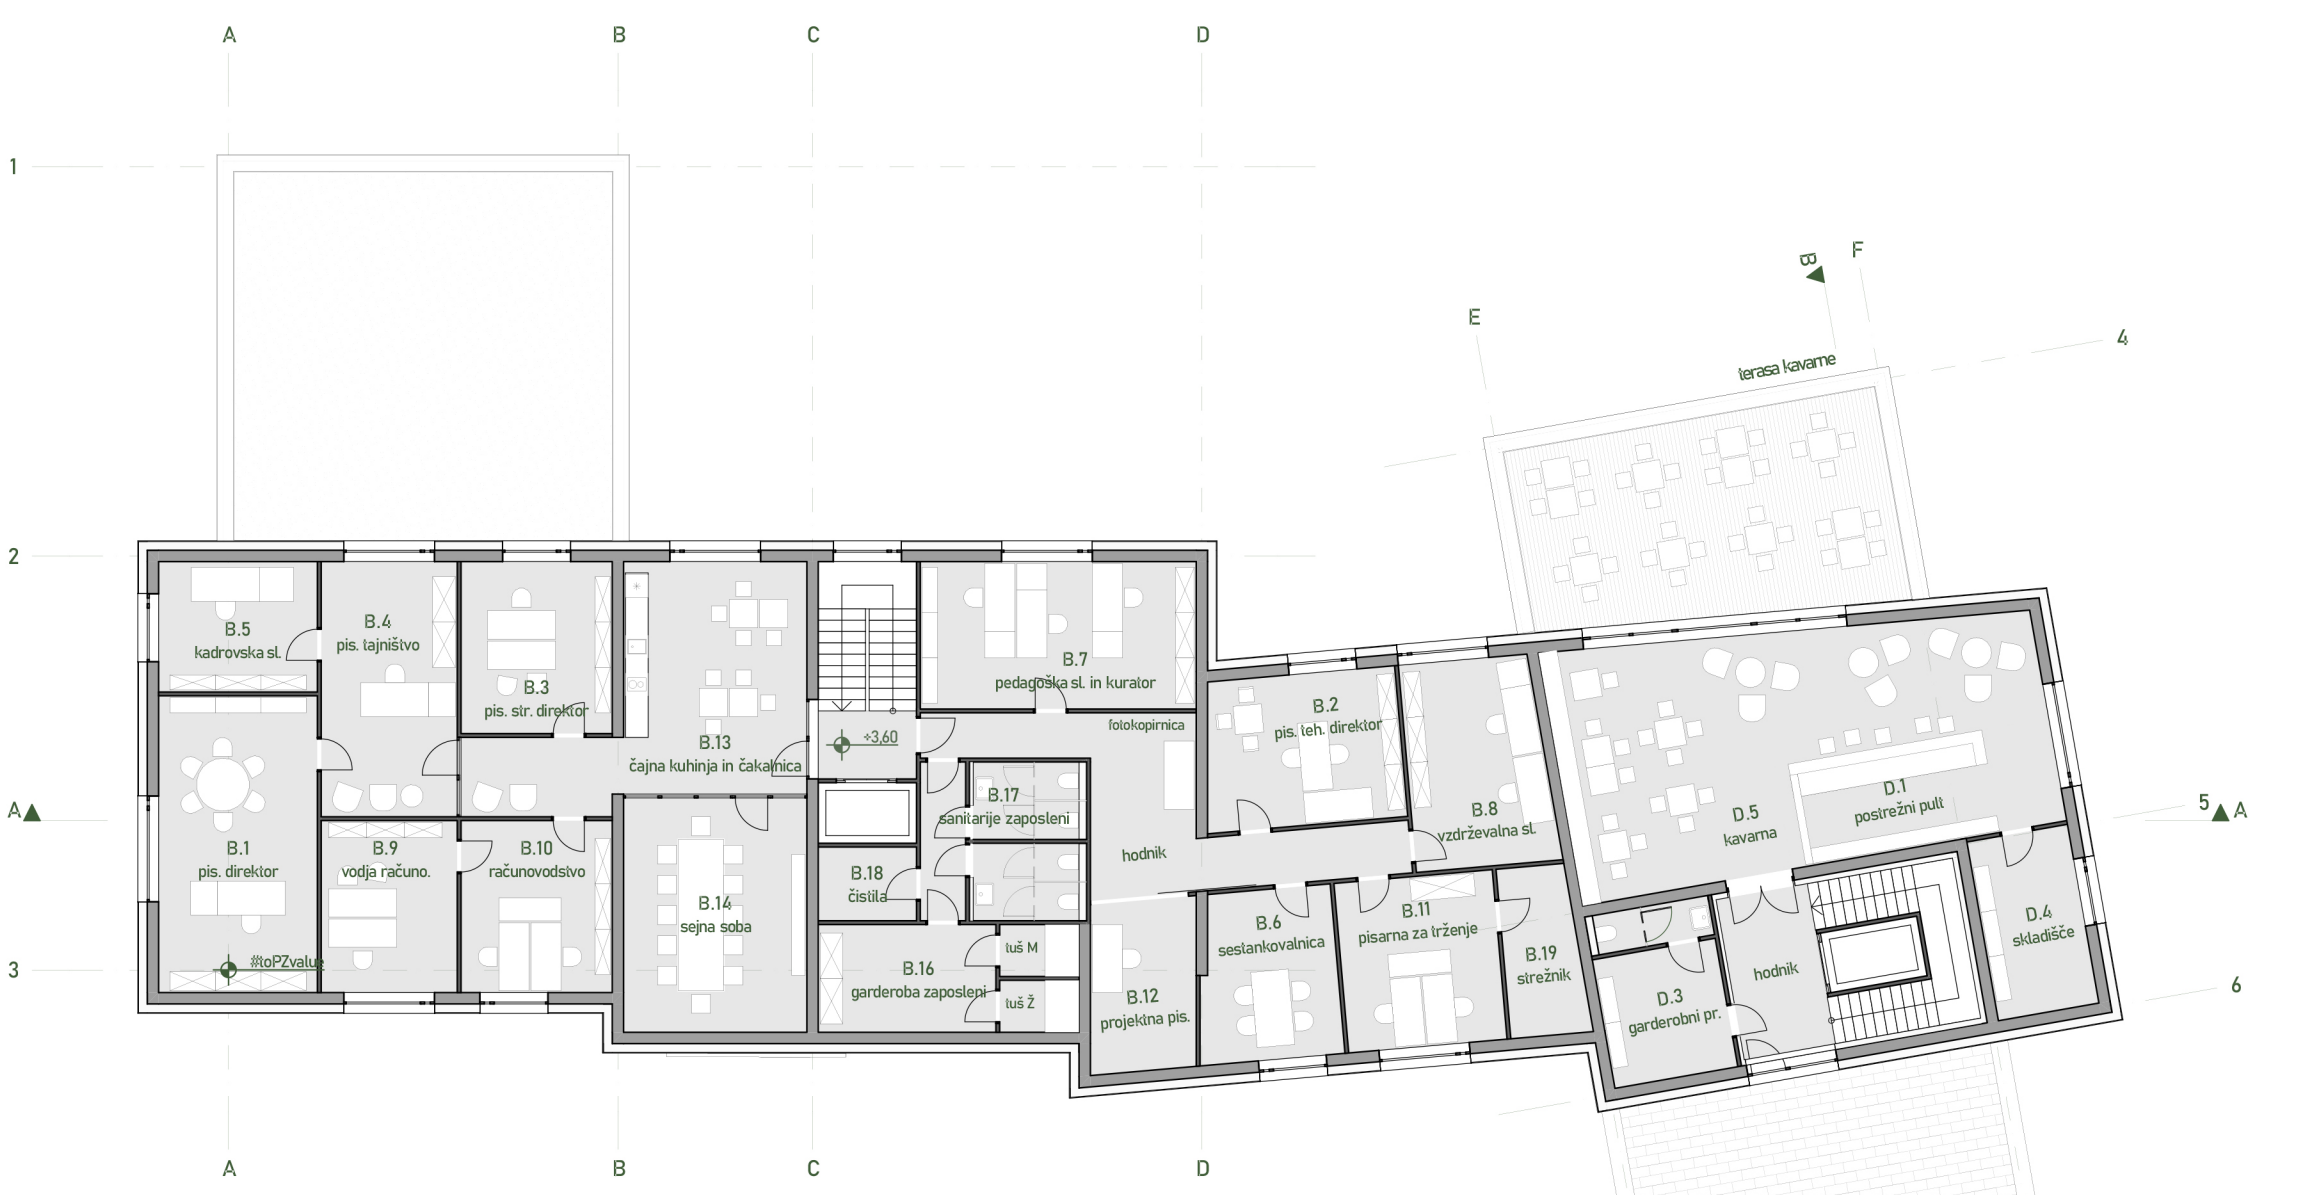 A
B
C
D
1
B
F
E
4
terasa kavarne
2
B.5
kadrovska sl.
B.4
pis. tajništvo
B.3
pis. str. direktor
B.13
čajna kuhinja in čakalnica
+3,60
B.7
pedagoška sl. in kurator
fotokopirnica
B.2
pis. teh. direktor
B.8
vzdrževalna sl.
D.5
kavarna
D.1
postrežni pult
5
A
A
B.1
pis. direktor
B.9
vodja računo.
B.10
računovodstvo
B.14
sejna soba
B.17
sanitarije zaposleni
B.18
čistila
hodnik
B.6
sestankovalnica
B.11
pisarna za trženje
B.19
strežnik
D.4
skladišče
hodnik
D.3
garderobni pr.
3
#toPZvalue
B.16
garderoba zaposleni
tuš M
tuš Ž
B.12
projektna pis.
6
A
B
C
D